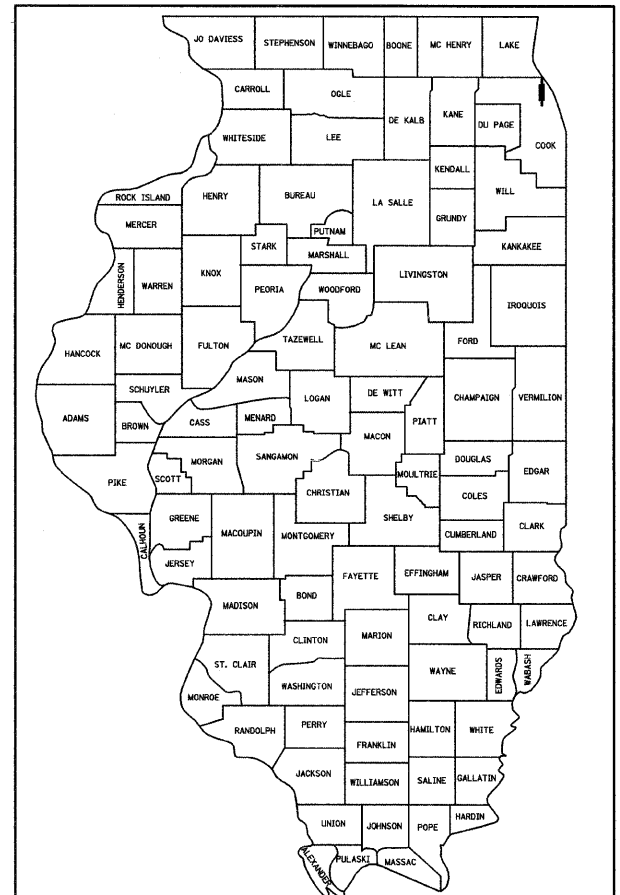 JO DAVIESS
STEPHENSON
WINNEBAGO
BOONE
MC HENRY
LAKE
CARROLL
OGLE
DE KALB
KANE
DU PAGE
COOK
WHITESIDE
LEE
KENDALL
WILL
ROCK ISLAND
HENRY
BUREAU
LA SALLE
GRUNDY
MERCER
PUTNAM
STARK
MARSHALL
KANKAKEE
HENDERSON
WARREN
KNOX
PEORIA
WOODFORD
LIVINGSTON
IROQUOIS
HANCOCK
MC DONOUGH
FULTON
TAZEWELL
MC LEAN
FORD
SCHUYLER
MASON
LOGAN
DE WITT
CHAMPAIGN
VERMILION
ADAMS
BROWN
CASS
MENARD
MACON
PIATT
PIKE
SCOTT
MORGAN
SANGAMON
MOULTRIE
DOUGLAS
EDGAR
CHRISTIAN
COLES
CALHOUN
GREENE
MACOUPIN
MONTGOMERY
SHELBY
CUMBERLAND
CLARK
JERSEY
FAYETTE
EFFINGHAM
JASPER
CRAWFORD
MADISON
BOND
CLAY
RICHLAND
LAWRENCE
CLINTON
MARION
ST. CLAIR
WAYNE
EDWARDS
WABASH
MONROE
WASHINGTON
JEFFERSON
RANDOLPH
PERRY
HAMILTON
WHITE
FRANKLIN
JACKSON
WILLIAMSON
SALINE
GALLATIN
UNION
JOHNSON
POPE
HARDIN
ALEXANDER
PULASKI
MASSAC